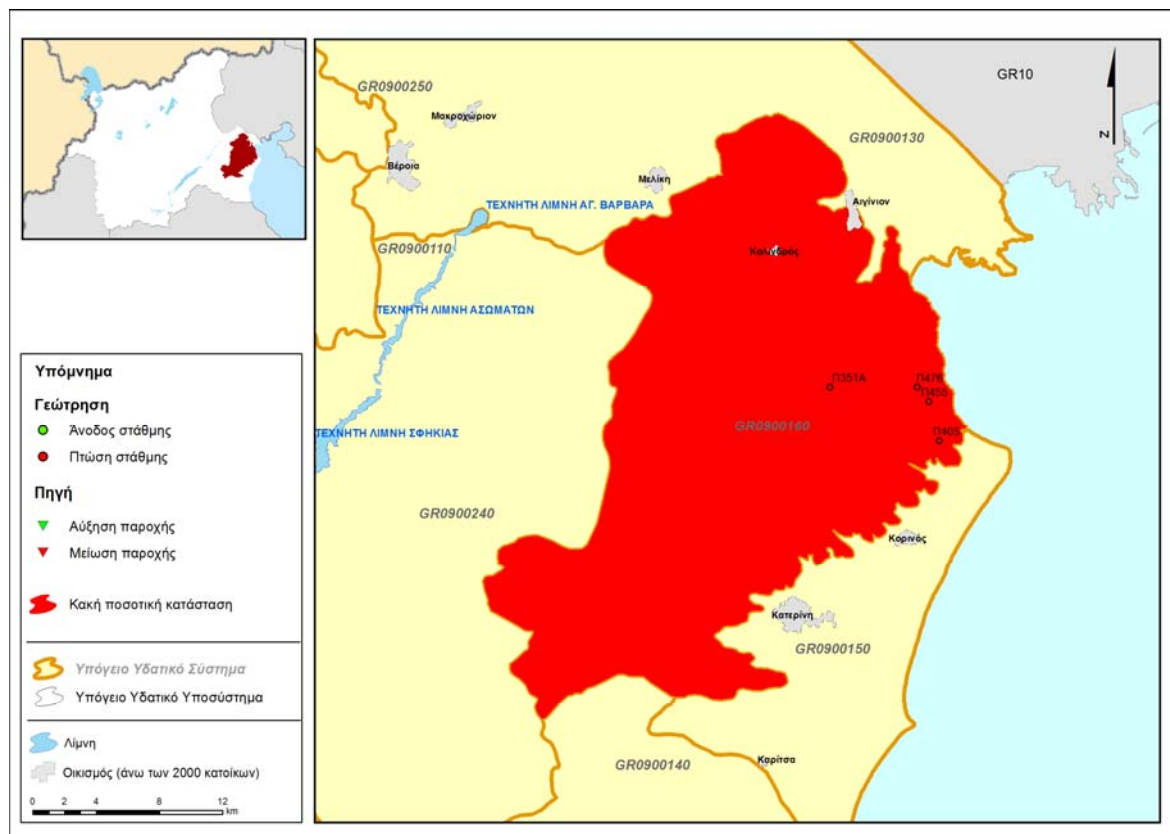 GR10
N
GR0900250
Μακροχώριον
GR0900130
Βέροια
Μελίκη
Αιγίνιον
ΤΕΧΝΗΤΗ ΛΙΜΝΗ ΑΓ. ΒΑΡΒΑΡΑ
GR0900110
Κολινδρός
ΤΕΧΝΗΤΗ ΛΙΜΝΗ ΑΣΩΜΑΤΩΝ
Π351Α
Π476
Π455
GR0900160
ΤΕΧΝΗΤΗ ΛΙΜΝΗ ΣΦΗΚΙΑΣ
Π405
GR0900240
Κορινός
Κατερίνη
GR0900150
Καρίτσα
GR0900140
Υπόμνημα
Γεώτρηση
Άνοδος στάθμης
Πτώση στάθμης
Πηγή
Αύξηση παροχής
Μείωση παροχής
Κακή ποσοτική κατάσταση
Υπόγειο Υδατικό Σύστημα
Υπόγειο Υδατικό Υποσύστημα
Λίμνη
Οικισμός (άνω των 2000 κατοίκων)
0 2 4 8 12
km